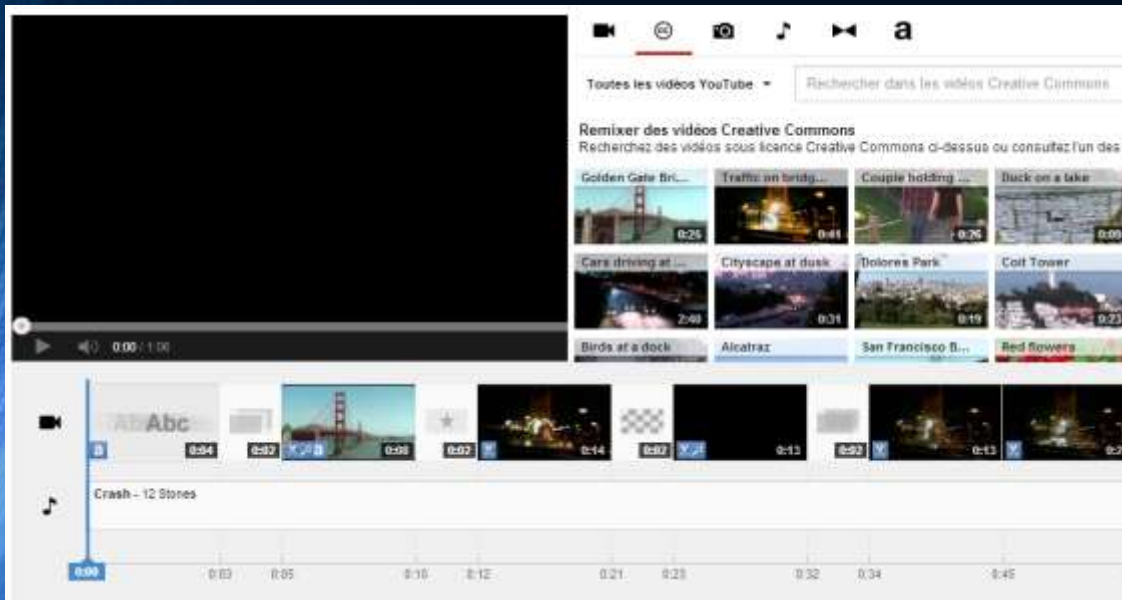 a
Toutes les vidéos YouTube
Rechercher dans les vidéos Creative Commons
Remixer des vidéos Creative Commons
Recherchez des vidéos sous licence Creative Commons ci-dessus ou consultez l'un des
Golden Gate Bri... Traffic on bridg... Couple holding ... Duck on a lake
0:25 0:41 0:26 0:09
Cars driving at ... Cityscape at dusk Dolores Park Coit Tower
2:40 0:31 0:19 0:23
Birds at a dock Alcatraz San Francisco B... Red flowers
0:00 / 1:06
Abc
a 0:04 0:02 a 0:08 0:02 0:14 0:02 0:13 0:02 0:13
Crash - 12 Stones
0:00 0:03 0:05 0:10 0:12 0:21 0:23 0:32 0:34 0:45